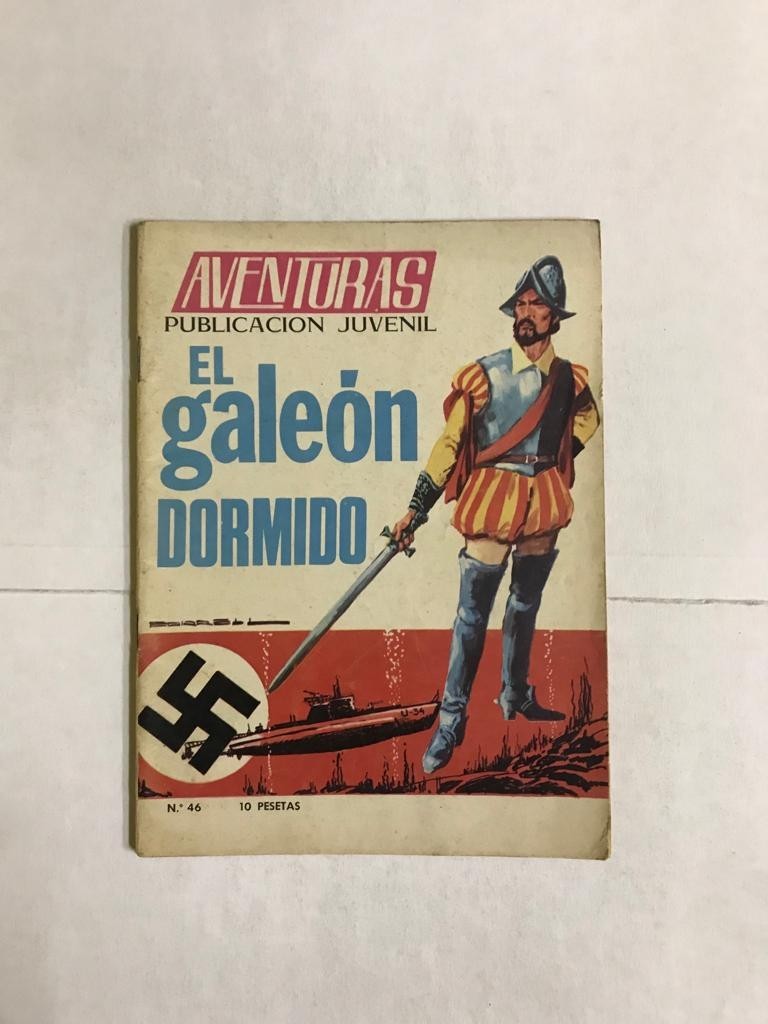 AVENTURAS
PUBLICACION JUVENIL
EL
galeón
DORMIDO
U-34
N.º 46 10 PESETAS